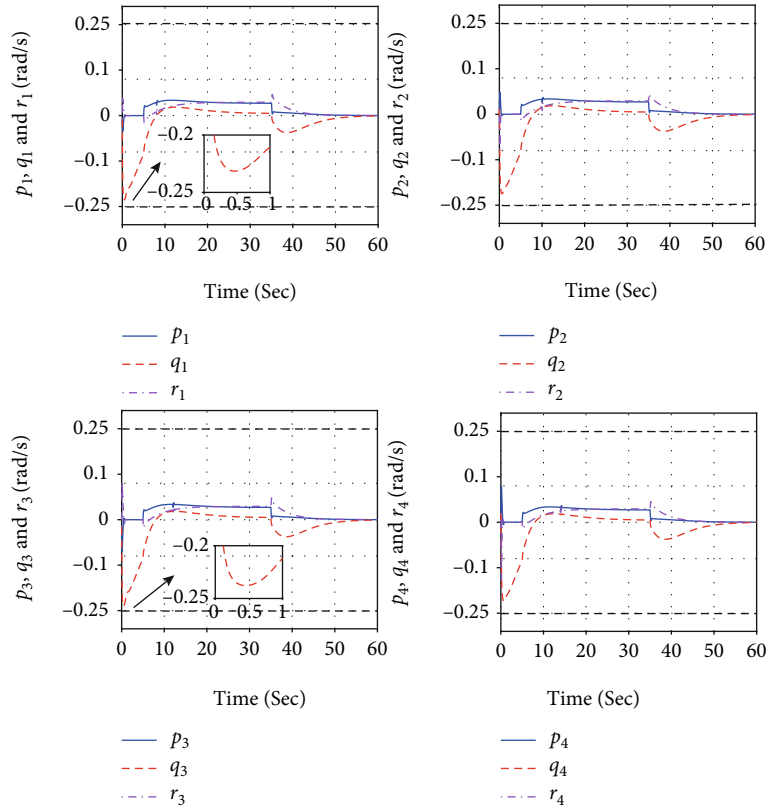 p1, q1 and r1 (rad/s)
0.25
0.1
0
−0.1
−0.25
−0.2
−0.25
0 0.5 1
0 10 20 30 40 50 60
Time (Sec)
p1
q1
r1
p2, q2 and r2 (rad/s)
0.25
0.1
0
−0.1
−0.25
0 10 20 30 40 50 60
Time (Sec)
p2
q2
r2
p3, q3 and r3 (rad/s)
0.25
0.1
0
−0.1
−0.25
−0.2
−0.25
0 0.5 1
0 10 20 30 40 50 60
Time (Sec)
p3
q3
r3
p4, q4 and r4 (rad/s)
0.25
0.1
0
−0.1
−0.25
0 10 20 30 40 50 60
Time (Sec)
p4
q4
r4